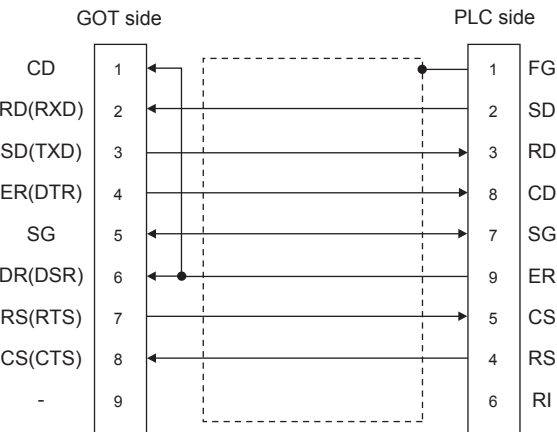 GOT side PLC side
CD 1 1 FG
RD(RXD) 2 2 SD
SD(TXD) 3 3 RD
ER(DTR) 4 8 CD
SG 5 7 SG
DR(DSR) 6 9 ER
RS(RTS) 7 5 CS
CS(CTS) 8 4 RS
- 9 6 RI